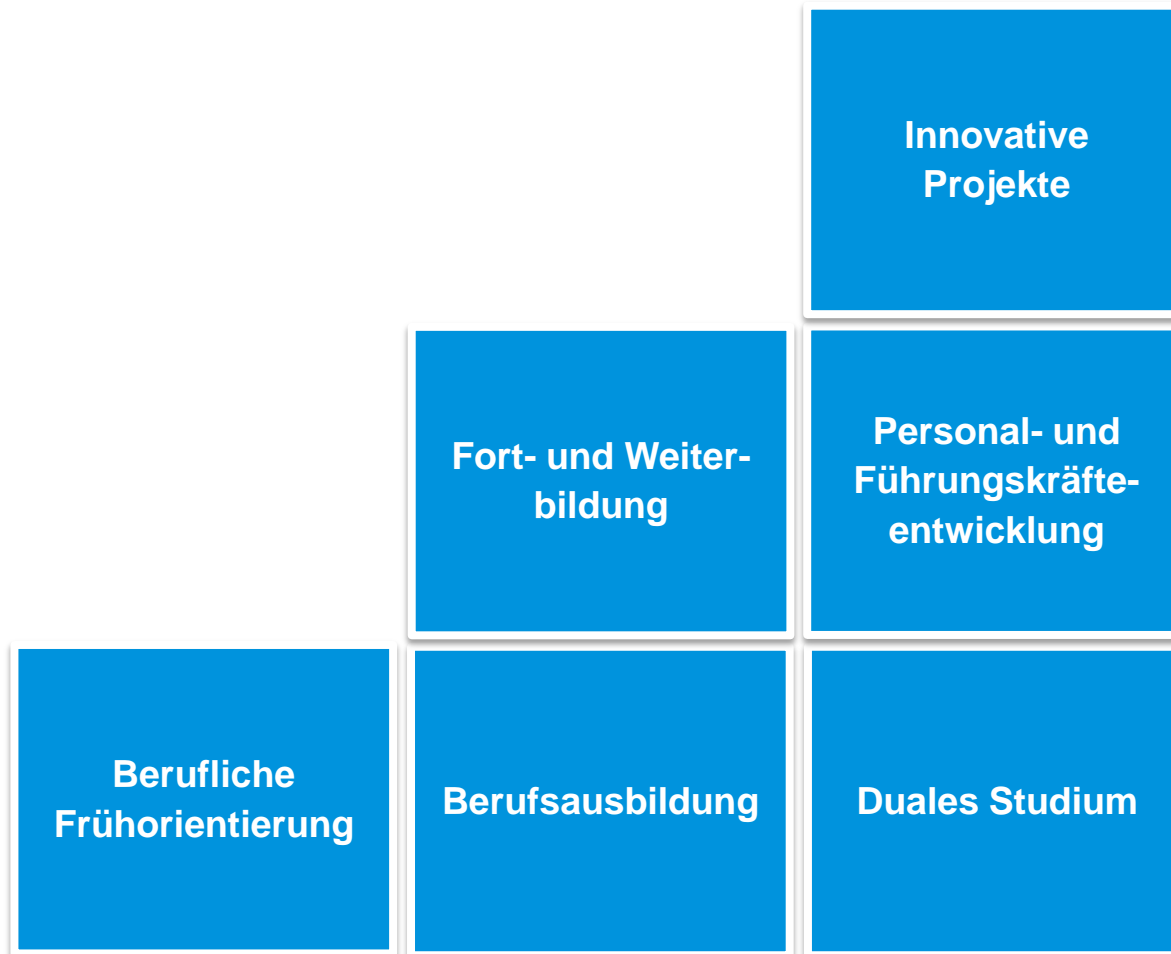 Innovative
Projekte
Fort- und Weiter-
bildung
Personal- und
Führungskräfte-
entwicklung
Berufliche
Frühorientierung
Berufsausbildung
Duales Studium